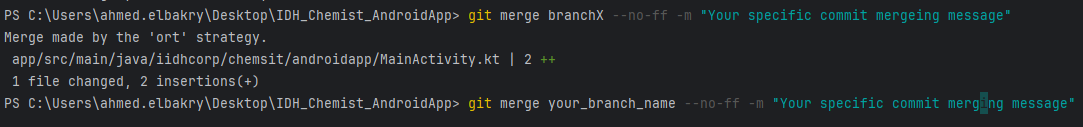 PS C:\Users\ahmed.elbakry\Desktop\IDH_Chemist_AndroidApp> git merge branchX --no-ff -m "Your specific commit mergeing message"
Merge made by the 'ort' strategy.
app/src/main/java/iidhcorp/chemsit/androidapp/MainActivity.kt | 2 ++
1 file changed, 2 insertions(+)
PS C:\Users\ahmed.elbakry\Desktop\IDH_Chemist_AndroidApp> git merge your_branch_name --no-ff -m "Your specific commit merging message"